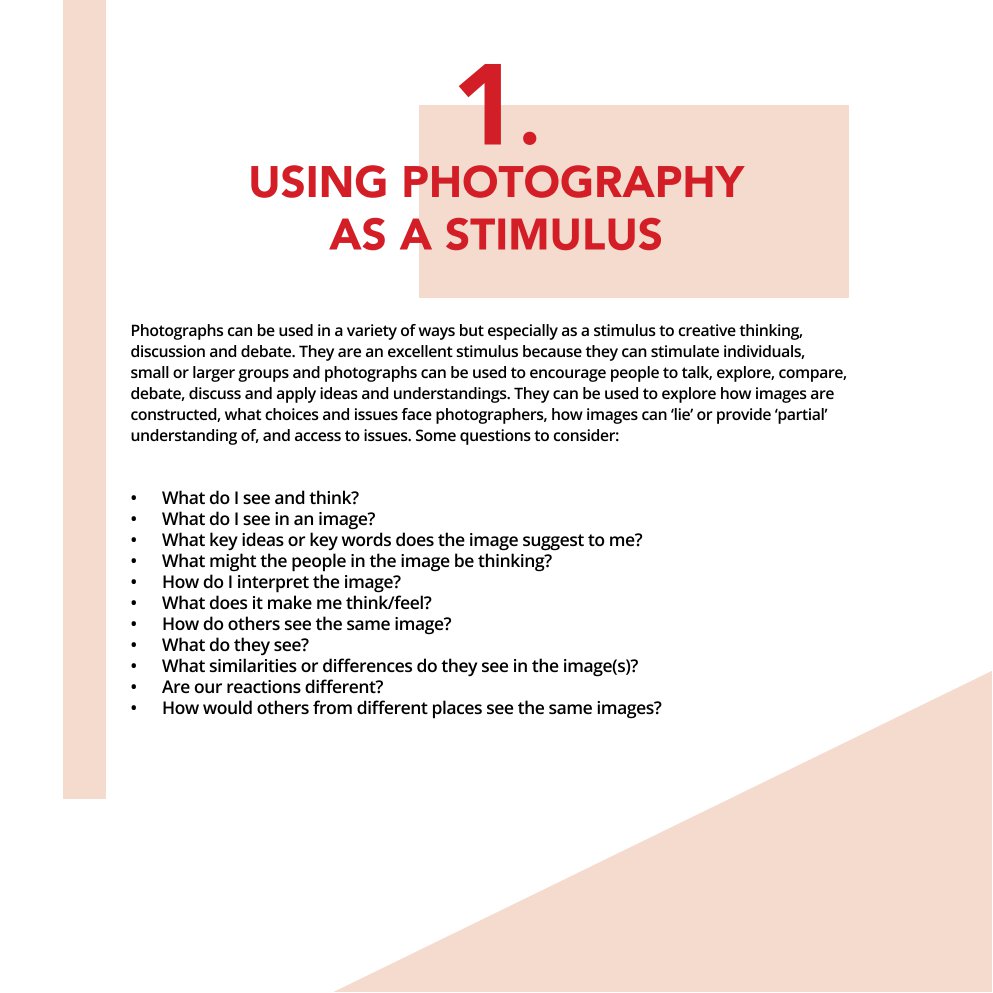 1.
USING PHOTOGRAPHY
AS A STIMULUS
Photographs can be used in a variety of ways but especially as a stimulus to creative thinking,
discussion and debate. They are an excellent stimulus because they can stimulate individuals,
small or larger groups and photographs can be used to encourage people to talk, explore, compare,
debate, discuss and apply ideas and understandings. They can be used to explore how images are
constructed, what choices and issues face photographers, how images can ‘lie’ or provide ‘partial’
understanding of, and access to issues. Some questions to consider:
• What do I see and think?
• What do I see in an image?
• What key ideas or key words does the image suggest to me?
• What might the people in the image be thinking?
• How do I interpret the image?
• What does it make me think/feel?
• How do others see the same image?
• What do they see?
• What similarities or differences do they see in the image(s)?
• Are our reactions different?
• How would others from different places see the same images?